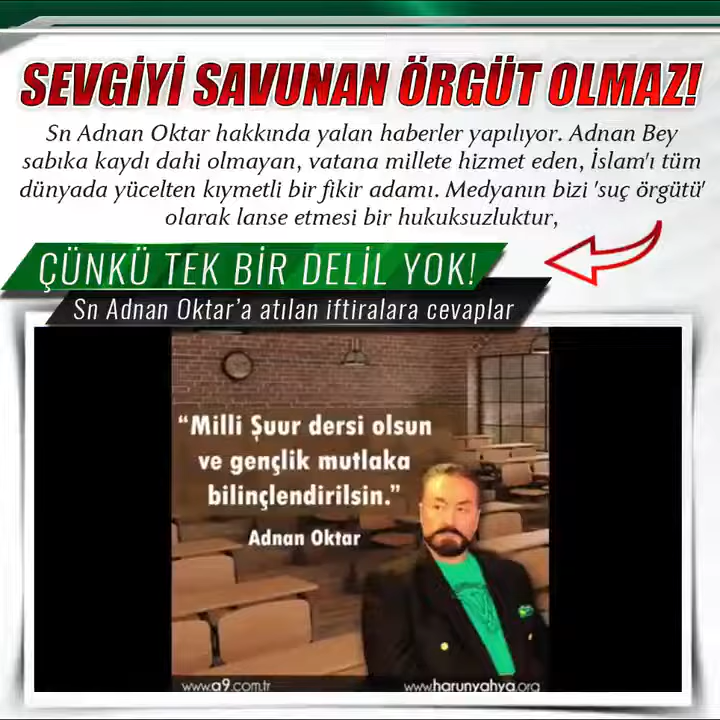 SEVGİYİ SAVUNAN ÖRGÜT OLMAZ!
Sn Adnan Oktar hakkında yalan haberler yapılıyor. Adnan Bey
sabıka kaydı dahi olmayan, vatana millete hizmet eden, İslam'ı tüm
dünyada yücelten kıymetli bir fikir adamı. Medyanın bizi 'suç örgütü'
olarak lanse etmesi bir hukuksuzluktur,
ÇÜNKÜ TEK BİR DELİL YOK!
Sn Adnan Oktar'a atılan iftiralara cevaplar
“Milli Şuur dersi olsun
ve gençlik mutlaka
bilinçlendirilsin.”
Adnan Oktar
www.a9.com.tr
www.harunyahya.org